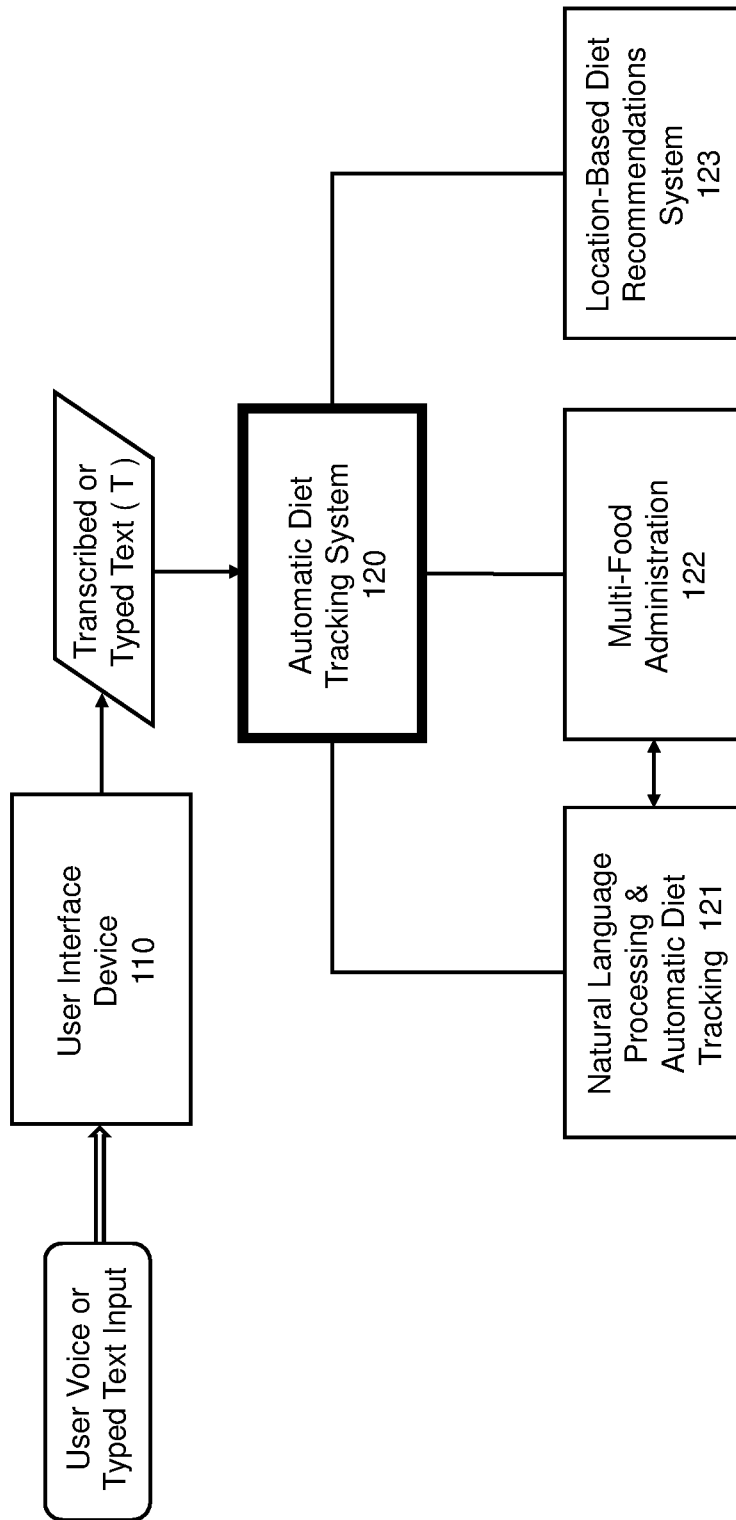 User Voice or
Typed Text Input
User Interface
Device
110
Transcribed or
Typed Text ( T )
Automatic Diet
Tracking System
120
Natural Language
Processing &
Automatic Diet
Tracking 121
Multi-Food
Administration
122
Location-Based Diet
Recommendations
System
123